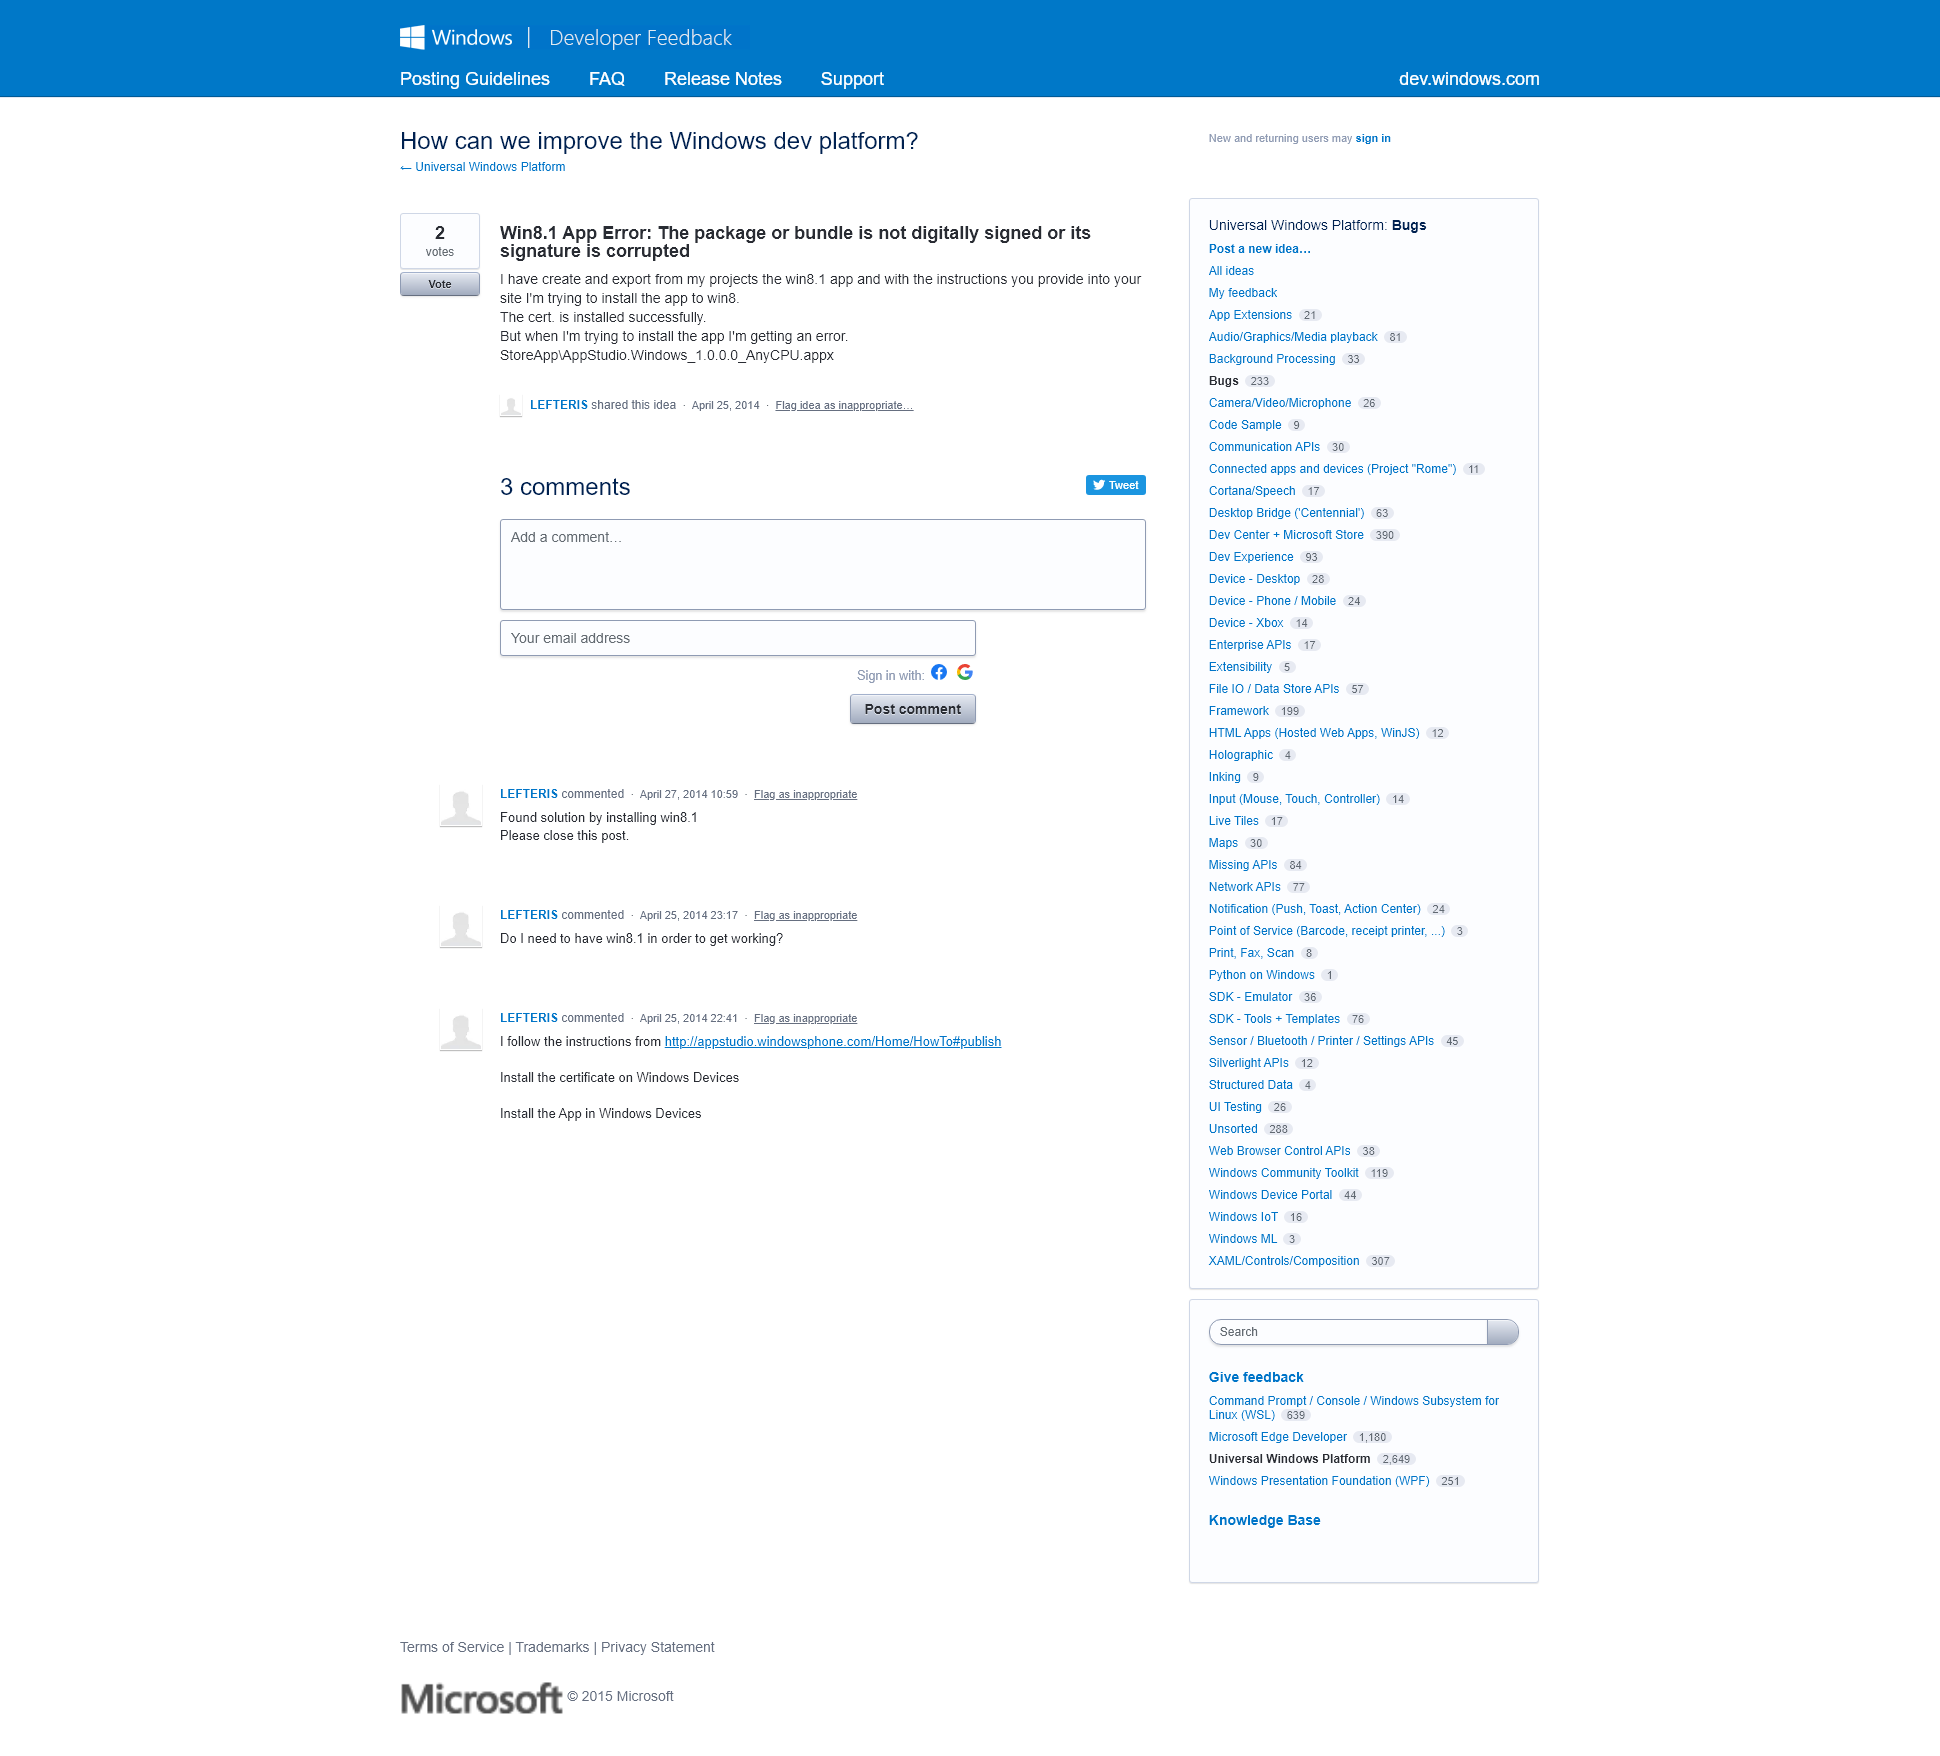 Windows | Developer Feedback
Posting Guidelines FAQ Release Notes Support dev.windows.com
How can we improve the Windows dev platform?
← Universal Windows Platform
New and returning users may sign in
2
votes
Vote
Win8.1 App Error: The package or bundle is not digitally signed or its
signature is corrupted
I have create and export from my projects the win8.1 app and with the instructions you provide into your
site I'm trying to install the app to win8.
The cert. is installed successfully.
But when I'm trying to install the app I'm getting an error.
StoreApp\AppStudio.Windows_1.0.0.0_AnyCPU.appx
LEFTERIS shared this idea · April 25, 2014 · Flag idea as inappropriate…
3 comments
Tweet
Add a comment…
Your email address
Sign in with:
Post comment
LEFTERIS commented · April 27, 2014 10:59 · Flag as inappropriate
Found solution by installing win8.1
Please close this post.
LEFTERIS commented · April 25, 2014 23:17 · Flag as inappropriate
Do I need to have win8.1 in order to get working?
LEFTERIS commented · April 25, 2014 22:41 · Flag as inappropriate
I follow the instructions from http://appstudio.windowsphone.com/Home/HowTo#publish
Install the certificate on Windows Devices
Install the App in Windows Devices
Universal Windows Platform: Bugs
Post a new idea…
All ideas
My feedback
App Extensions 21
Audio/Graphics/Media playback 81
Background Processing 33
Bugs 233
Camera/Video/Microphone 26
Code Sample 9
Communication APIs 30
Connected apps and devices (Project "Rome") 11
Cortana/Speech 17
Desktop Bridge ('Centennial') 63
Dev Center + Microsoft Store 390
Dev Experience 93
Device - Desktop 28
Device - Phone / Mobile 24
Device - Xbox 14
Enterprise APIs 17
Extensibility 5
File IO / Data Store APIs 57
Framework 199
HTML Apps (Hosted Web Apps, WinJS) 12
Holographic 4
Inking 9
Input (Mouse, Touch, Controller) 14
Live Tiles 17
Maps 30
Missing APIs 84
Network APIs 77
Notification (Push, Toast, Action Center) 24
Point of Service (Barcode, receipt printer, ...) 3
Print, Fax, Scan 8
Python on Windows 1
SDK - Emulator 36
SDK - Tools + Templates 76
Sensor / Bluetooth / Printer / Settings APIs 45
Silverlight APIs 12
Structured Data 4
UI Testing 26
Unsorted 288
Web Browser Control APIs 38
Windows Community Toolkit 119
Windows Device Portal 44
Windows IoT 16
Windows ML 3
XAML/Controls/Composition 307
Search
Give feedback
Command Prompt / Console / Windows Subsystem for
Linux (WSL) 639
Microsoft Edge Developer 1,180
Universal Windows Platform 2,649
Windows Presentation Foundation (WPF) 251
Knowledge Base
Terms of Service | Trademarks | Privacy Statement
Microsoft © 2015 Microsoft